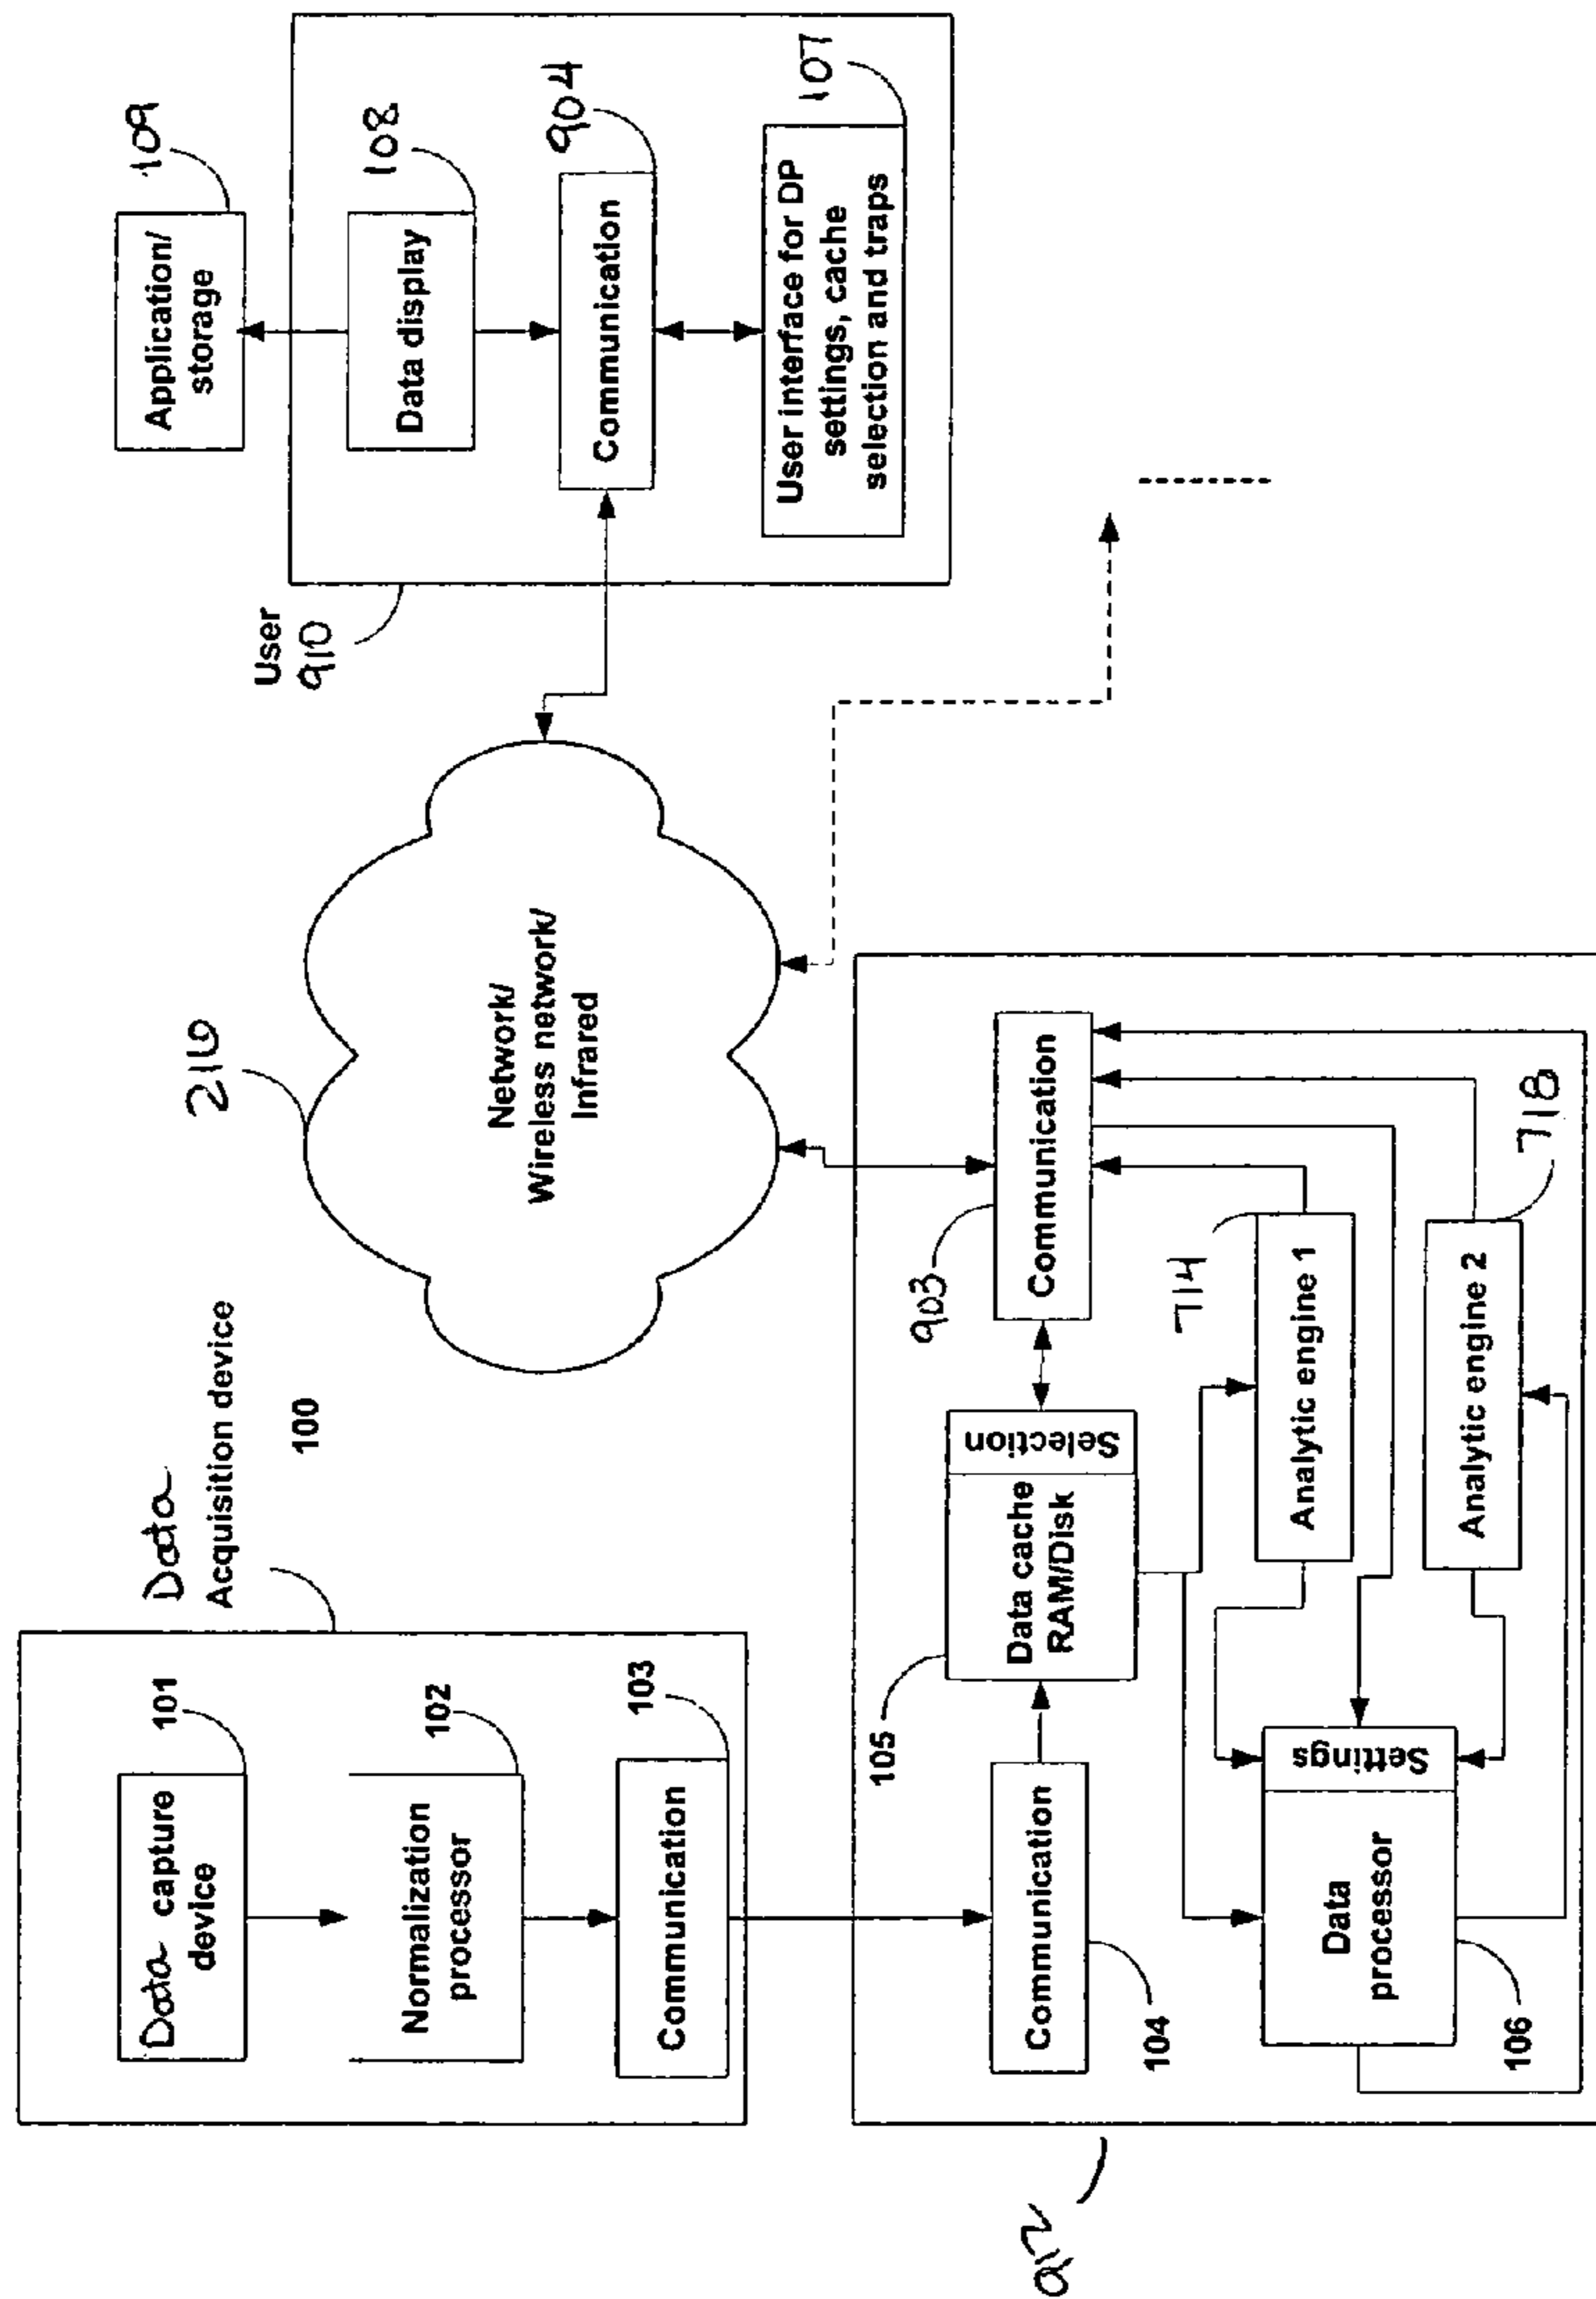 Data
Acquisition device
100
Data capture
device
101
Normalization
processor
102
Communication
103
Network/
Wireless network/
Infrared
210
User
910
Application/
storage
109
Data display
108
Communication
904
User interface for DP
settings, cache
selection and traps
107
912
Communication
104
105
Data cache
RAM/Disk
Selection
903
Communication
714
Analytic engine 1
Analytic engine 2
718
Data
processor
Settings
106